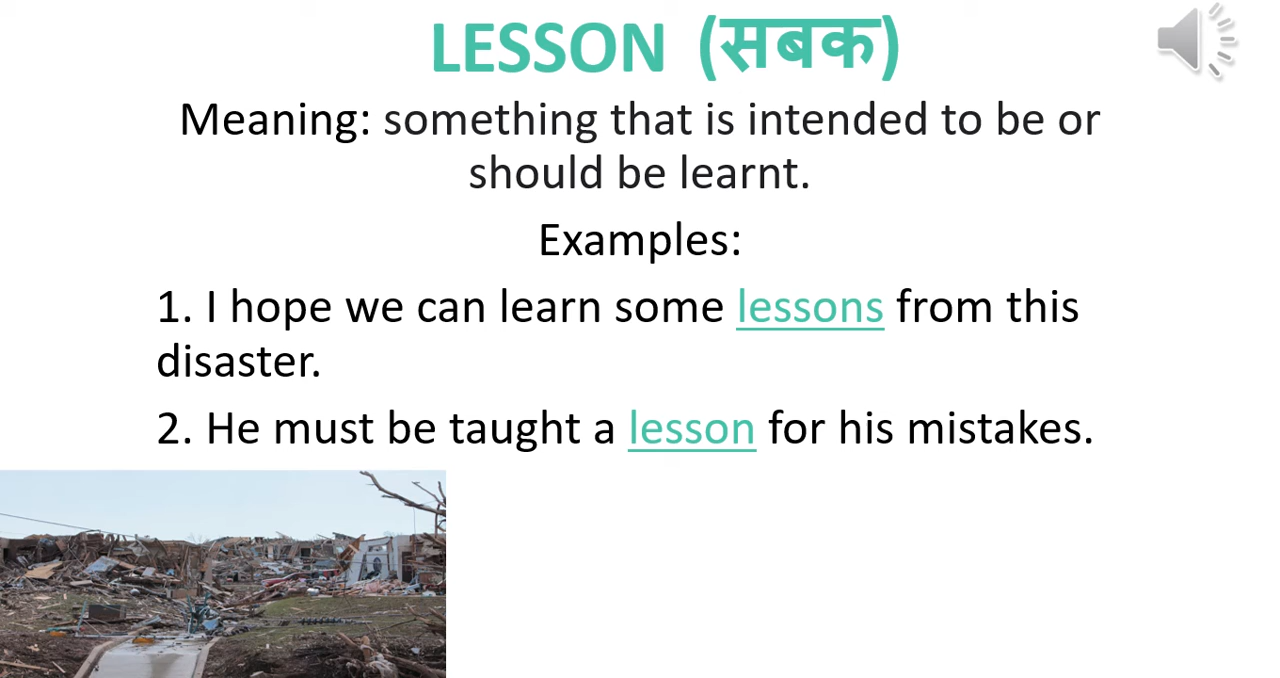 LESSON (सबक)
Meaning: something that is intended to be or
should be learnt.
Examples:
1. I hope we can learn some lessons from this
disaster.
2. He must be taught a lesson for his mistakes.